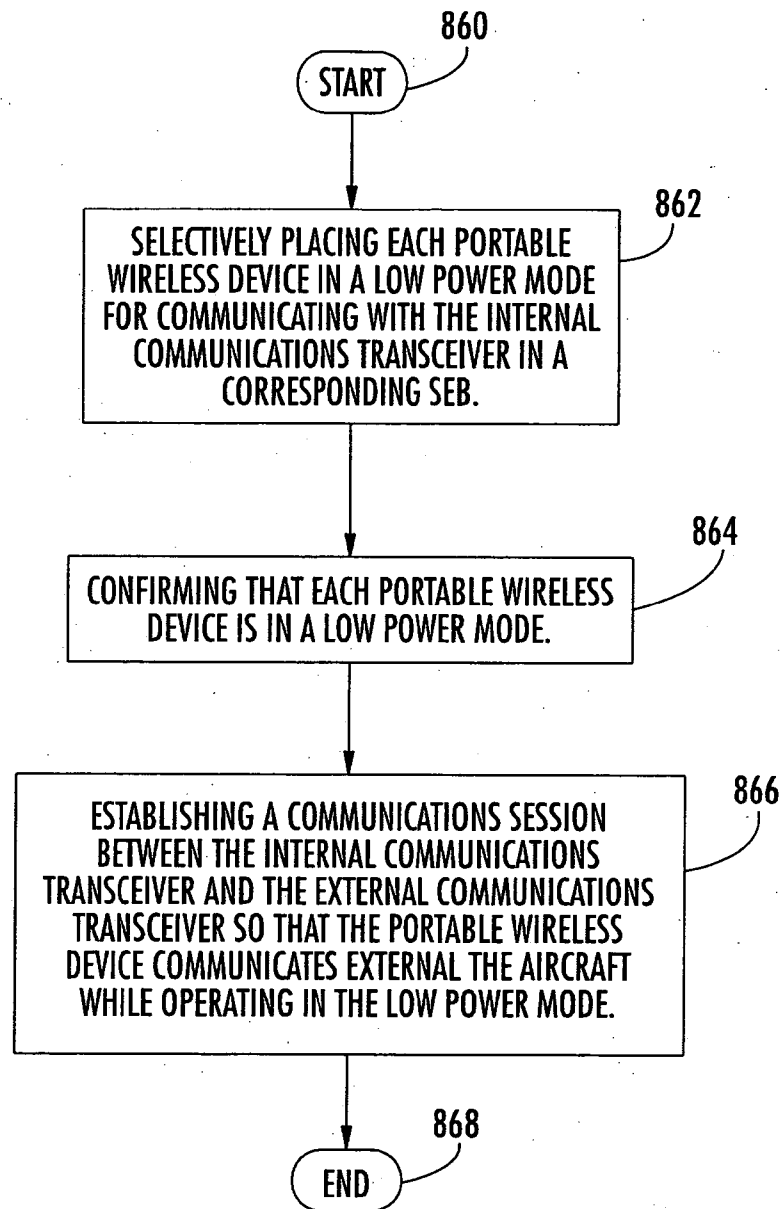 860
START
862
SELECTIVELY PLACING EACH PORTABLE
WIRELESS DEVICE IN A LOW POWER MODE
FOR COMMUNICATING WITH THE INTERNAL
COMMUNICATIONS TRANSCEIVER IN A
CORRESPONDING SEB.
864
CONFIRMING THAT EACH PORTABLE WIRELESS
DEVICE IS IN A LOW POWER MODE.
866
ESTABLISHING A COMMUNICATIONS SESSION
BETWEEN THE INTERNAL COMMUNICATIONS
TRANSCEIVER AND THE EXTERNAL COMMUNICATIONS
TRANSCEIVER SO THAT THE PORTABLE WIRELESS
DEVICE COMMUNICATES EXTERNAL THE AIRCRAFT
WHILE OPERATING IN THE LOW POWER MODE.
868
END